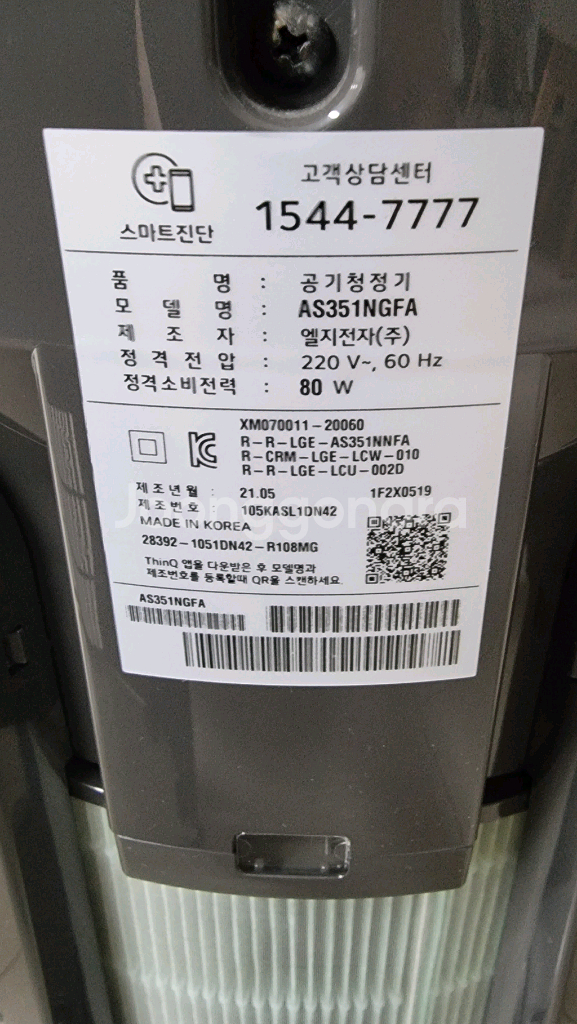 고객상담센터
스마트진단 1544-7777
품 명 : 공기청정기
모 델 명 : AS351NGFA
제 조 자 : 엘지전자(주)
정 격 전 압 : 220 V~, 60 Hz
정격소비전력 : 80 W
XM070011-20060
R-R-LGE-AS351NNFA
R-CRM-LGE-LCW-010
R-R-LGE-LCU-002D
제 조 년 월 : 21.05 1F2X0519
제 조 번 호 : 105KASL1DN42
Joonggonara
MADE IN KOREA
28392-1051DN42-R108MG
ThinQ 앱을 다운받은 후 모델명과
제조번호를 등록할때 QR을 스캔하세요.
AS351NGFA